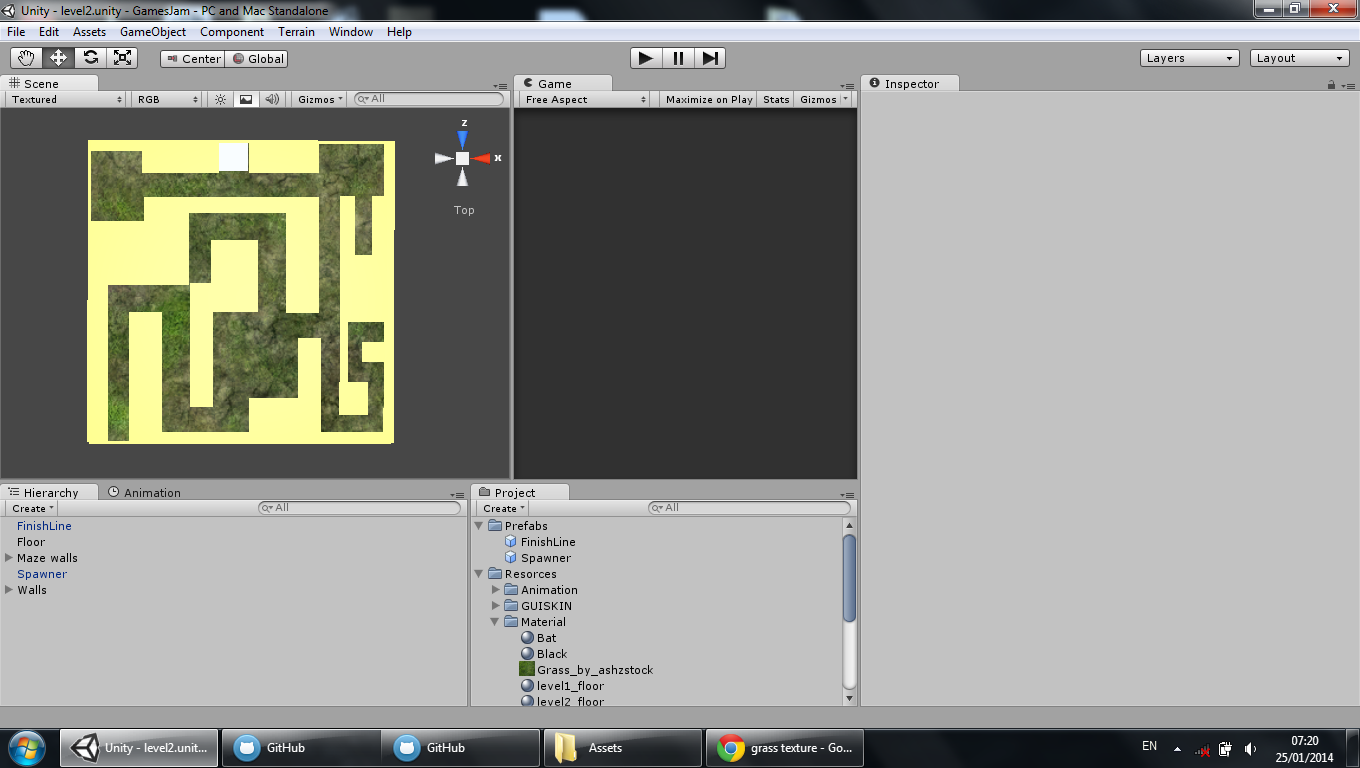 Unity - level2.unity - GamesJam - PC and Mac Standalone
File Edit Assets GameObject Component Terrain Window Help
Center Global Layers Layout
Scene
Textured RGB Gizmos All
z
x
Top
Game
Free Aspect Maximize on Play Stats Gizmos
Inspector
Hierarchy Animation
Create All
FinishLine
Floor
Maze walls
Spawner
Walls
Project
Create All
Prefabs
FinishLine
Spawner
Resorces
Animation
GUISKIN
Material
Bat
Black
Grass_by_ashzstock
level1_floor
level2_floor
Unity - level2.unit... GitHub GitHub Assets grass texture - Go... EN 07:20
25/01/2014